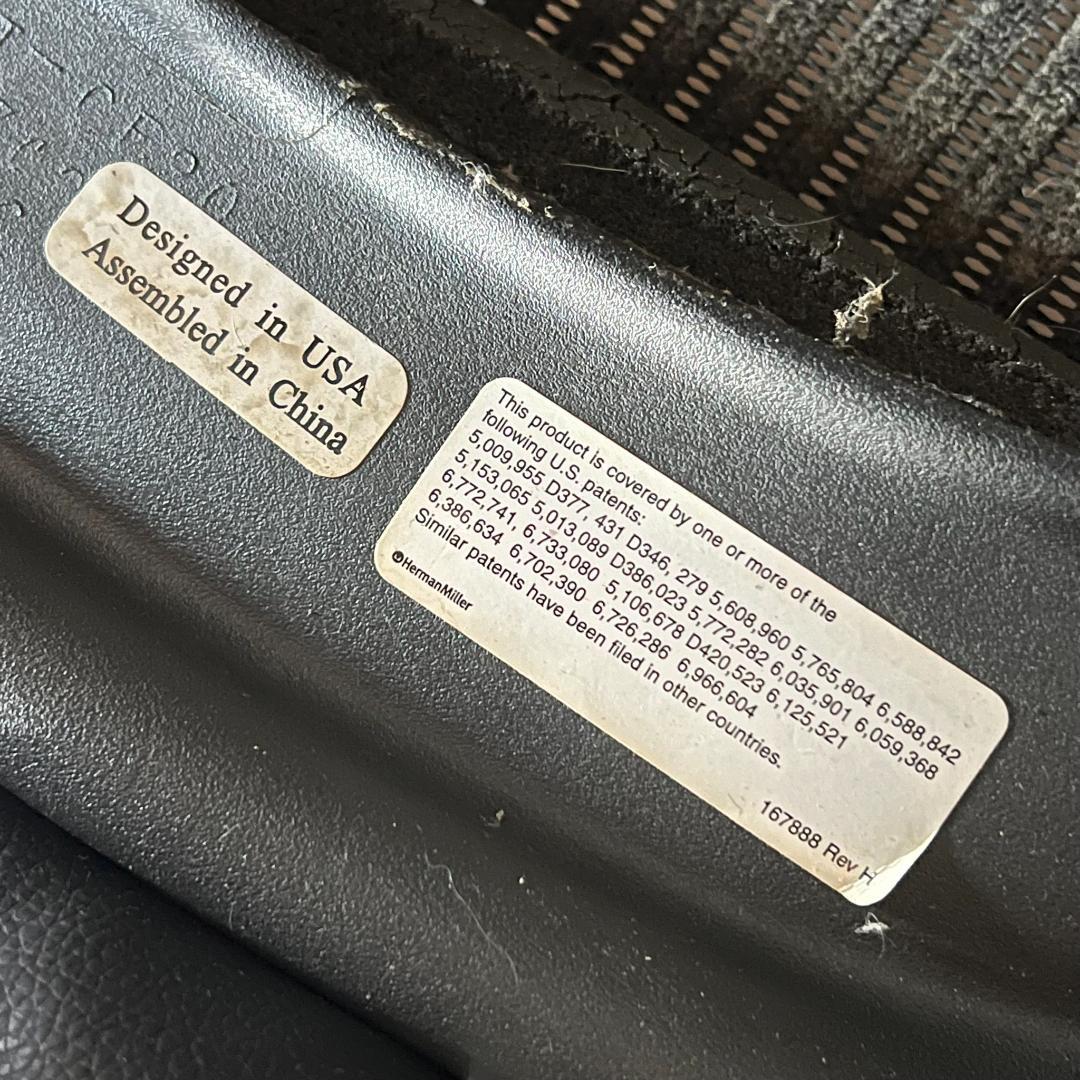 Designed in USA
Assembled in China
This product is covered by one or more of the
following U.S. patents:
5,009,955 D377, 431 D346, 279 5,608,960 5,765,804 6,588,842
5,153,065 5,013,089 D386,023 5,772,282 6,035,901 6,059,368
6,772,741, 6,733,080 5,106,678 D420,523 6,125,521
6,386,634 6,702,390 6,726,286 6,966,604
Similar patents have been filed in other countries.
HermanMiller
167888 Rev H